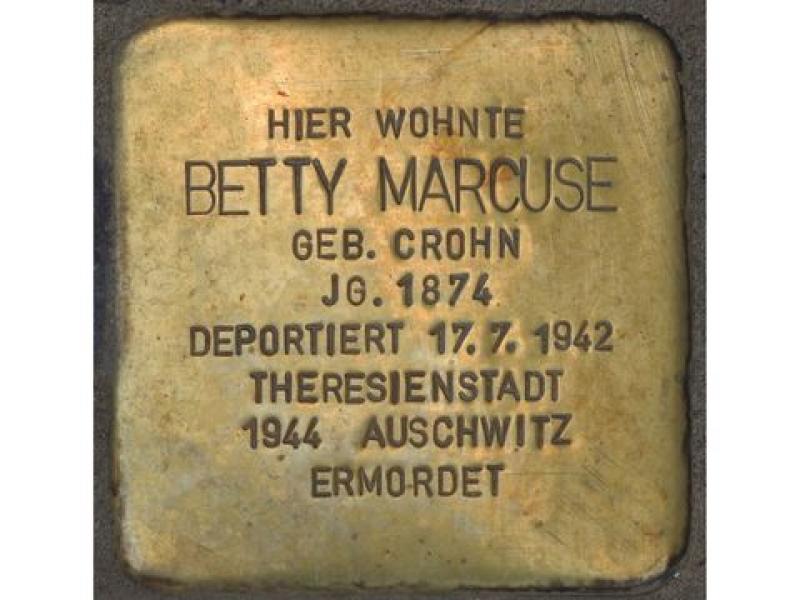 HIER WOHNTE
BETTY MARCUSE
GEB. CROHN
JG. 1874
DEPORTIERT 17.7. 1942
THERESIENSTADT
1944 AUSCHWITZ
ERMORDET